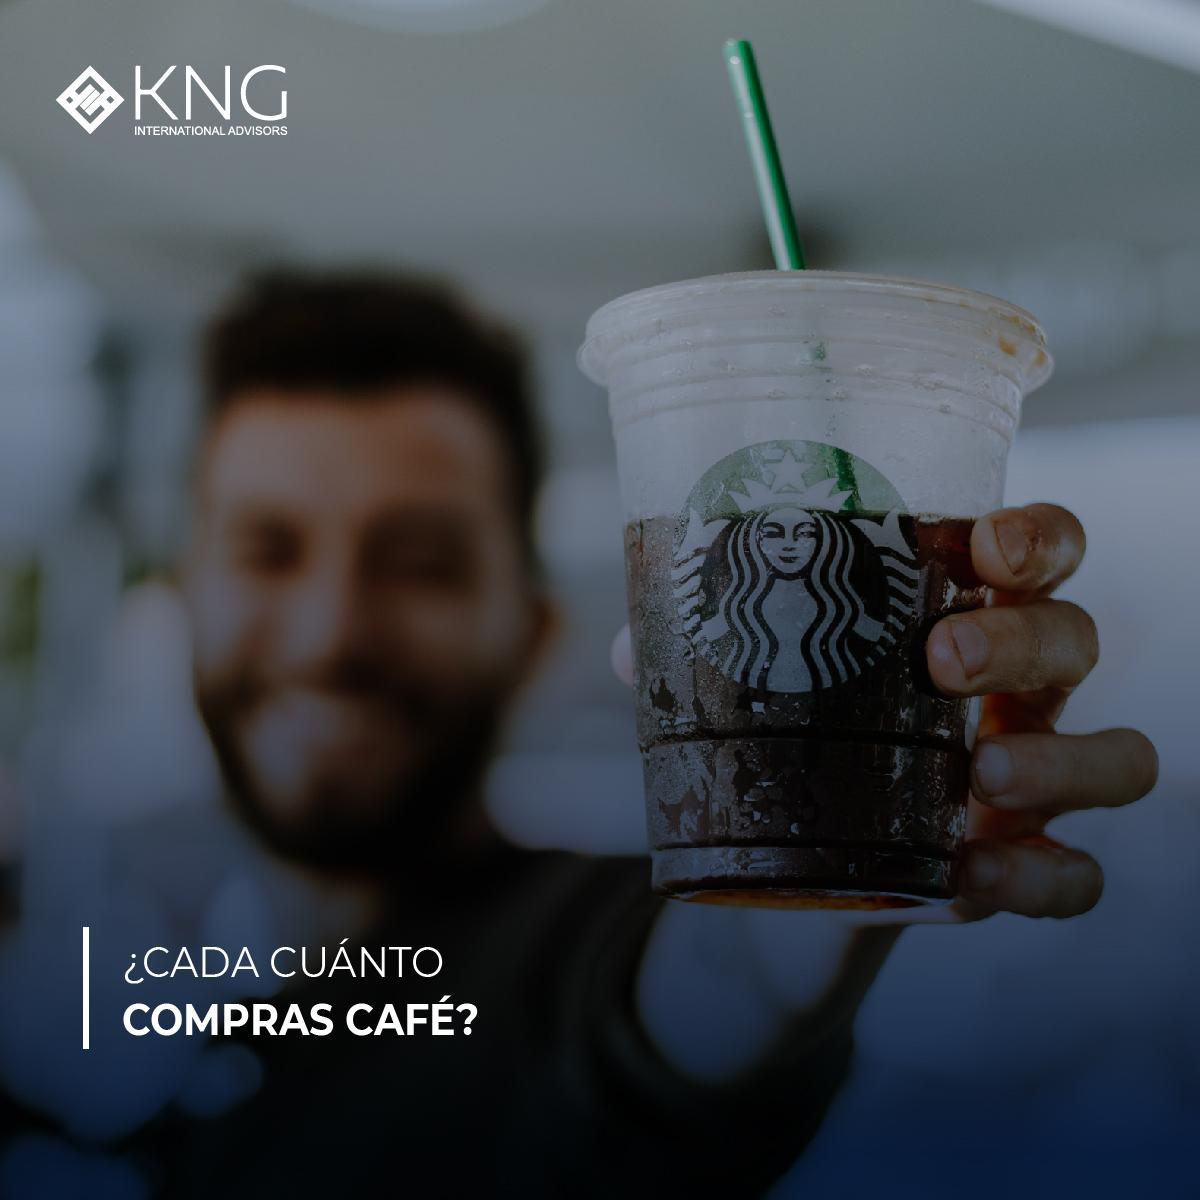 KNG
INTERNATIONAL ADVISORS
¿CADA CUÁNTO
COMPRAS CAFÉ?